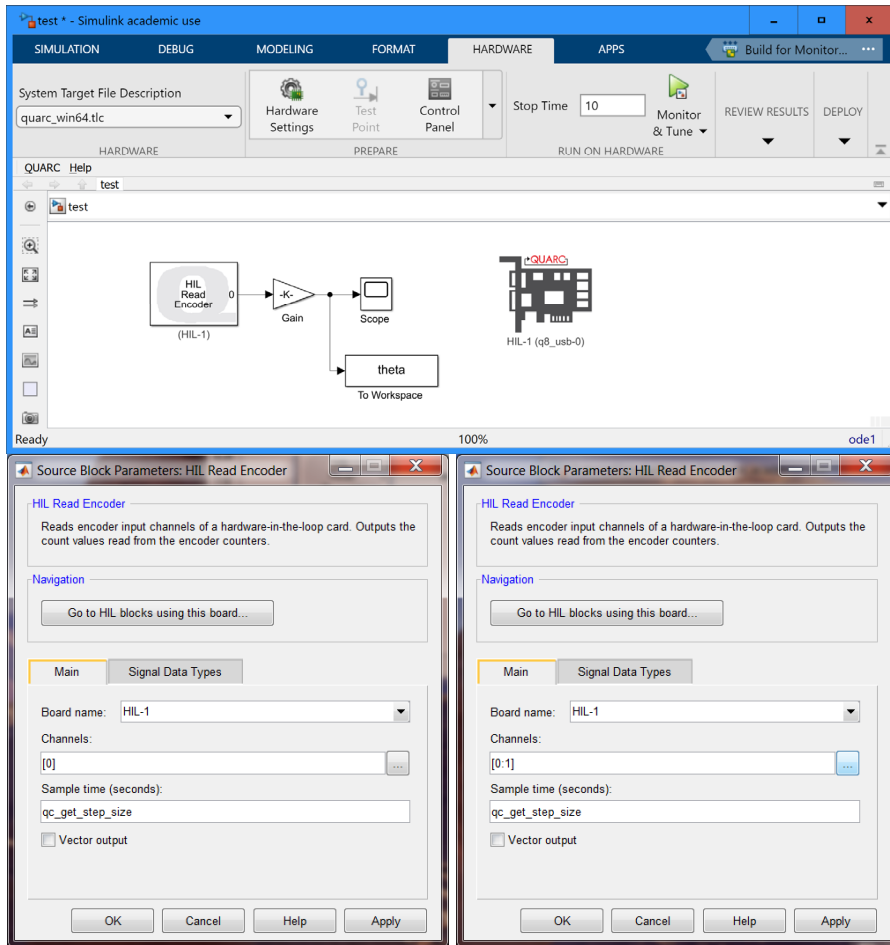 test * - Simulink academic use
SIMULATION DEBUG MODELING FORMAT HARDWARE APPS Build for Monitor... ...
System Target File Description
quarc_win64.tlc
HARDWARE
Hardware Settings
Test Point
Control Panel
PREPARE
Stop Time 10
Monitor & Tune
RUN ON HARDWARE
REVIEW RESULTS
DEPLOY
QUARC Help
test
test
HIL
Read
Encoder
0
(HIL-1)
-K-
Gain
Scope
theta
To Workspace
QUARC
HIL-1 (q8_usb-0)
Ready 100% ode1
Source Block Parameters: HIL Read Encoder
HIL Read Encoder
Reads encoder input channels of a hardware-in-the-loop card. Outputs the
count values read from the encoder counters.
Navigation
Go to HIL blocks using this board...
Main Signal Data Types
Board name: HIL-1
Channels:
[0]
...
Sample time (seconds):
qc_get_step_size
Vector output
OK Cancel Help Apply
Source Block Parameters: HIL Read Encoder
HIL Read Encoder
Reads encoder input channels of a hardware-in-the-loop card. Outputs the
count values read from the encoder counters.
Navigation
Go to HIL blocks using this board...
Main Signal Data Types
Board name: HIL-1
Channels:
[0:1]
...
Sample time (seconds):
qc_get_step_size
Vector output
OK Cancel Help Apply